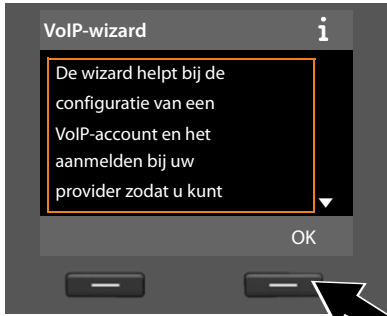 VoIP-wizard i
De wizard helpt bij de
configuratie van een
VoIP-account en het
aanmelden bij uw
provider zodat u kunt
OK